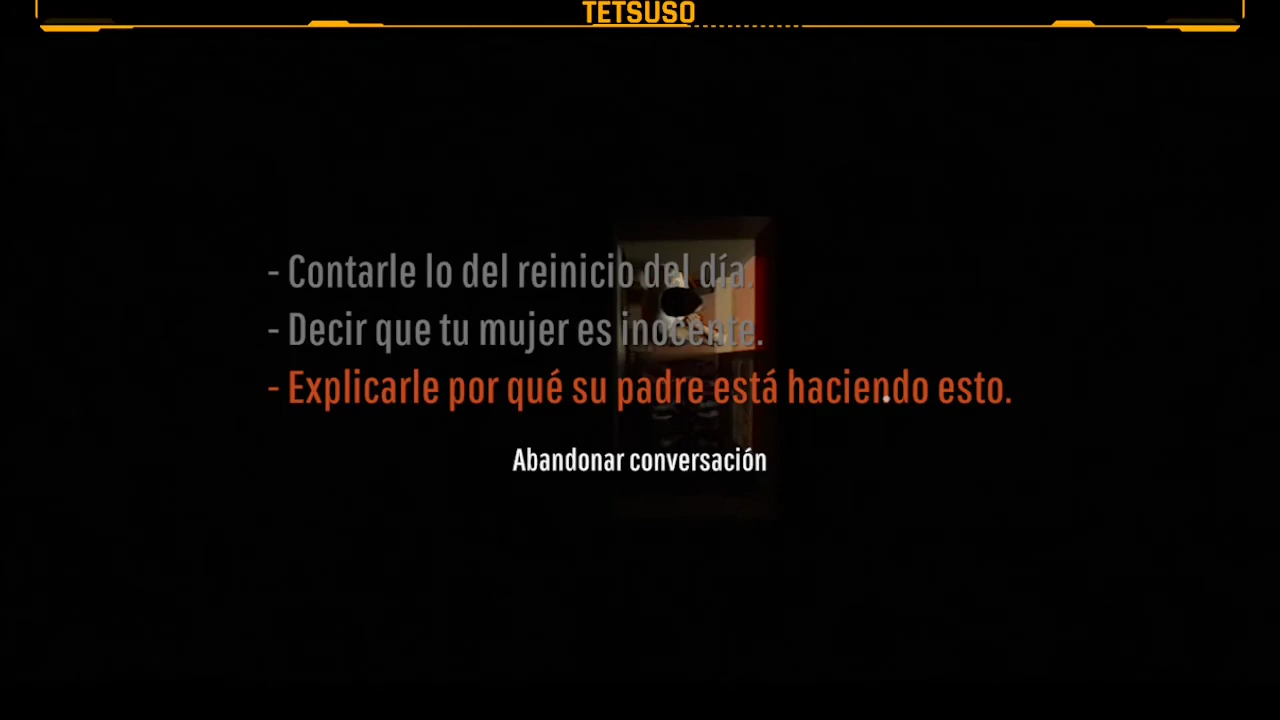 TETSUSO
- Contarle lo del reinicio del día.
- Decir que tu mujer es inocente.
- Explicarle por qué su padre está haciendo esto.
Abandonar conversación